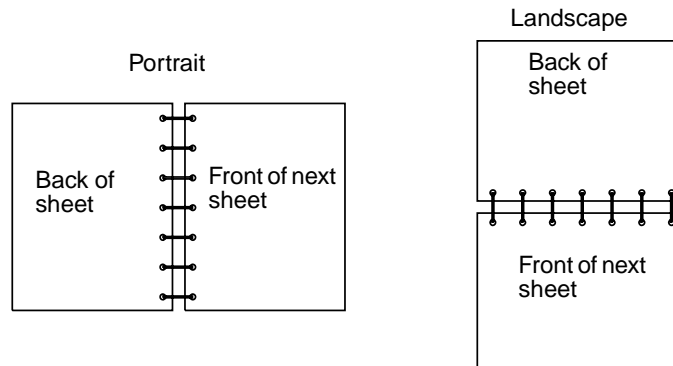 Portrait
Back of
sheet
Front of next
sheet
Landscape
Back of
sheet
Front of next
sheet